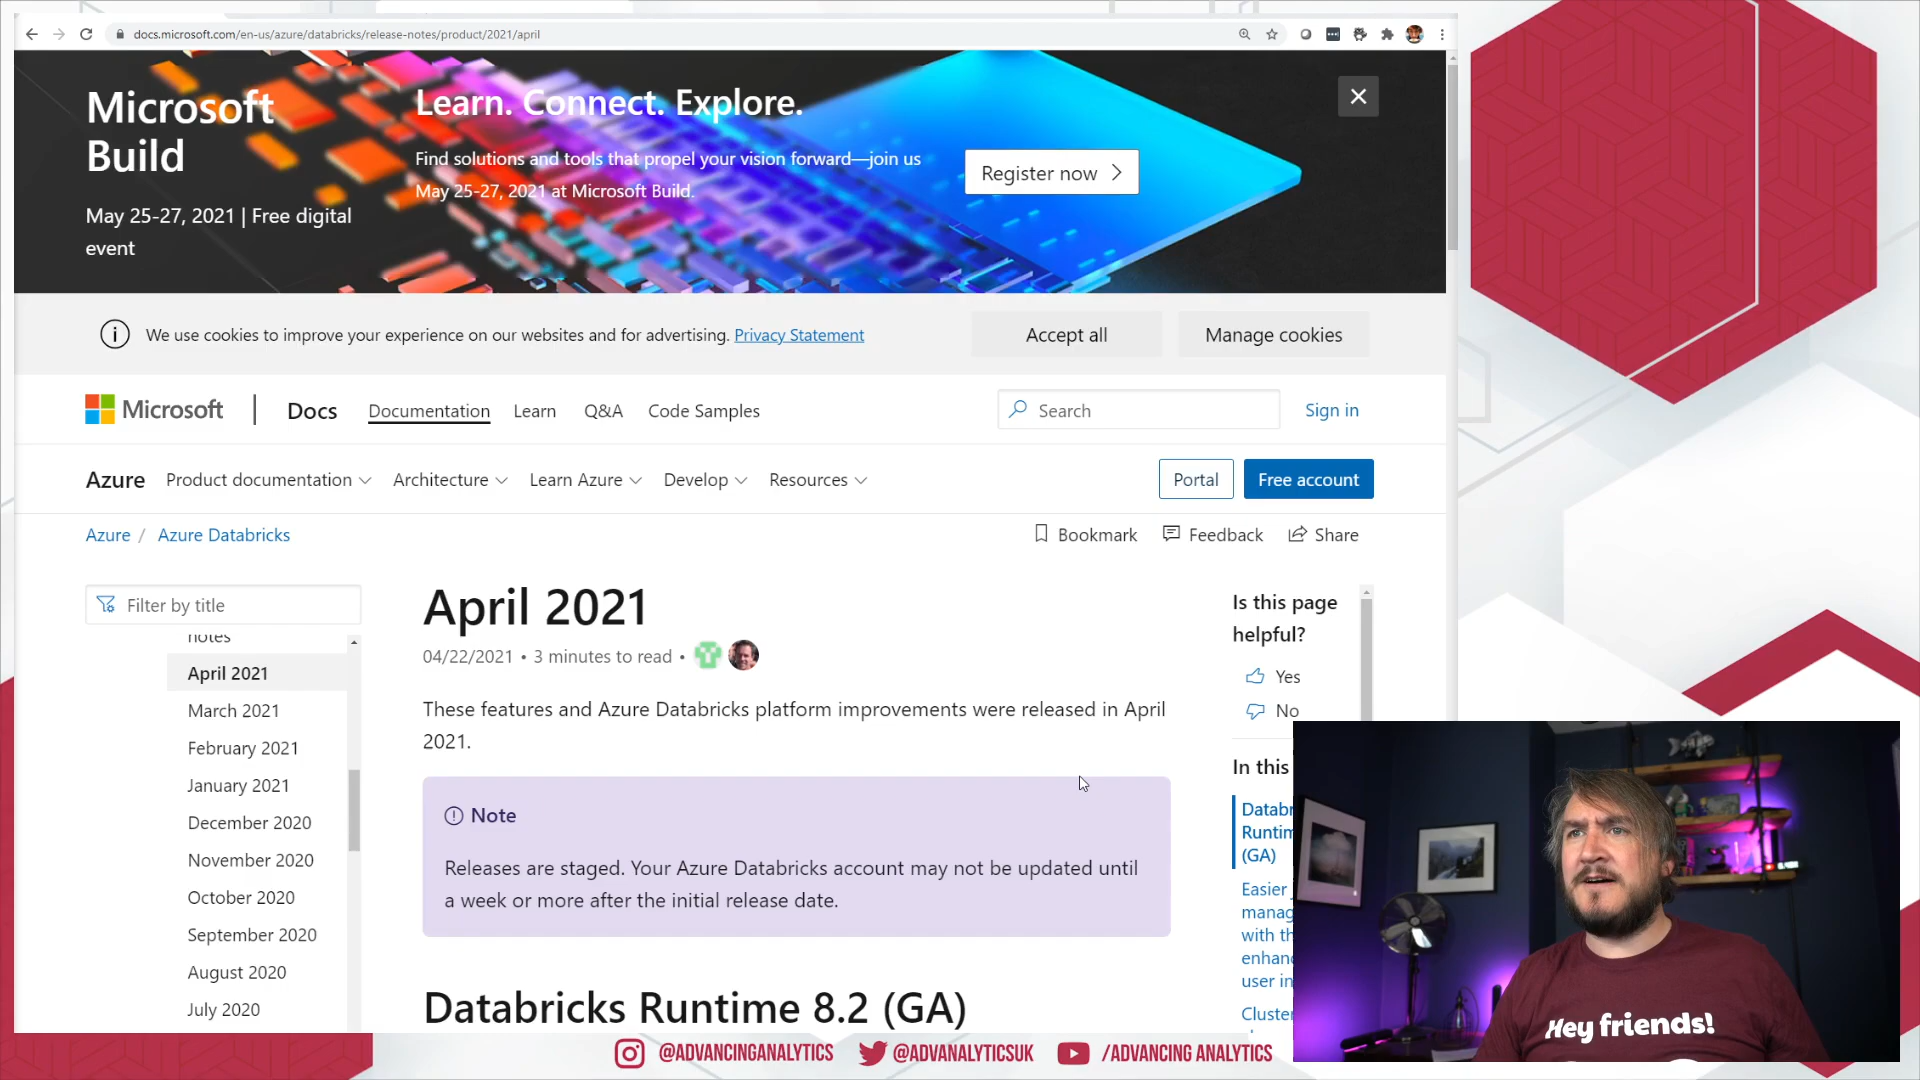 docs.microsoft.com/en-us/azure/databricks/release-notes/product/2021/april
Microsoft
Build
May 25-27, 2021 | Free digital
event
Learn. Connect. Explore.
Find solutions and tools that propel your vision forward—join us
May 25-27, 2021 at Microsoft Build.
Register now
We use cookies to improve your experience on our websites and for advertising. Privacy Statement
Accept all
Manage cookies
Microsoft
Docs
Documentation
Learn
Q&A
Code Samples
Search
Sign in
Azure
Product documentation
Architecture
Learn Azure
Develop
Resources
Portal
Free account
Azure / Azure Databricks
Bookmark
Feedback
Share
Filter by title
notes
April 2021
March 2021
February 2021
January 2021
December 2020
November 2020
October 2020
September 2020
August 2020
July 2020
April 2021
04/22/2021 • 3 minutes to read •
These features and Azure Databricks platform improvements were released in April
2021.
Note
Releases are staged. Your Azure Databricks account may not be updated until
a week or more after the initial release date.
Databricks Runtime 8.2 (GA)
Is this page
helpful?
Yes
No
In this
(GA)
Easier
with
Cluster
Hey friends!
@ADVANCINGANALYTICS
@ADVANALYTICSUK
/ADVANCING ANALYTICS